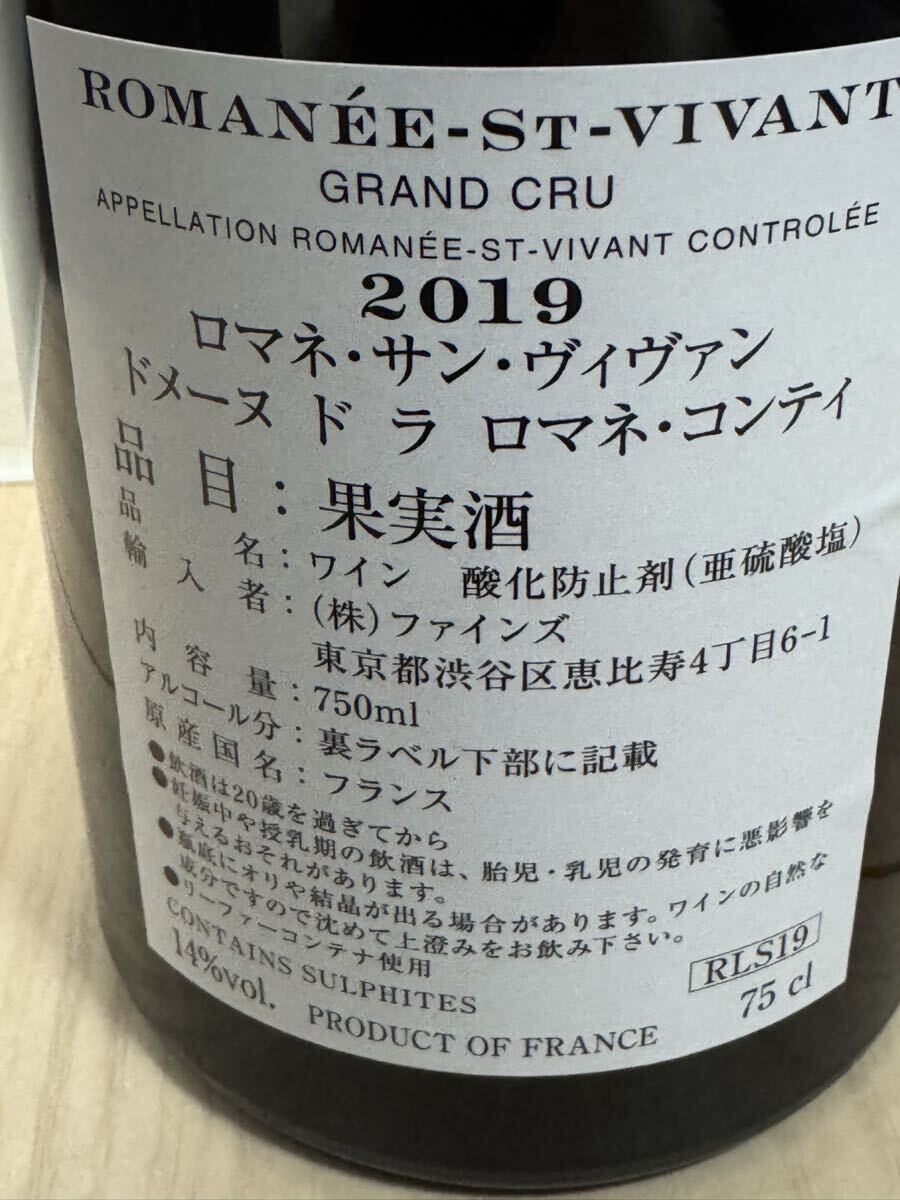 ROMANÉE-ST-VIVANT
GRAND CRU
APPELLATION ROMANÉE-ST-VIVANT CONTROLÉE
2019
ロマネ・サン・ヴィヴァン
ドメーヌ ド ラ ロマネ・コンティ
品目：果実酒
品名：ワイン 酸化防止剤(亜硫酸塩)
輸入者：(株)ファインズ
東京都渋谷区恵比寿4丁目6-1
内容量：750ml
アルコール分：裏ラベル下部に記載
原産国名：フランス
●飲酒は20歳を過ぎてから
●妊娠中や授乳期の飲酒は、胎児・乳児の発育に悪影響を
与えるおそれがあります。
●瓶底にオリや結晶が出る場合があります。ワインの自然な
成分ですので沈めて上澄みをお飲み下さい。
●リーファーコンテナ使用
CONTAINS SULPHITES
RLS19
14%vol.
75 cl
PRODUCT OF FRANCE